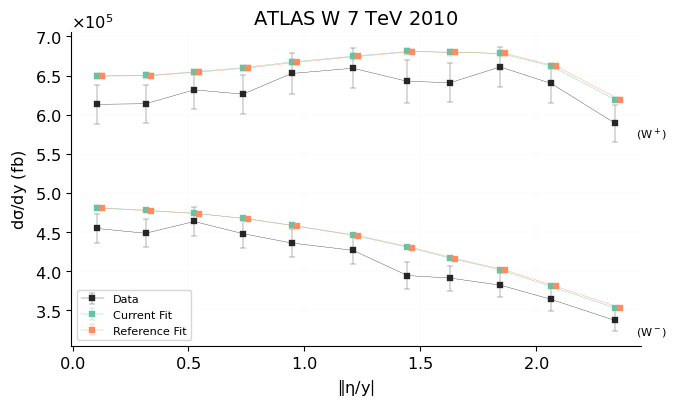 ATLAS W 7 TeV 2010
×10⁵
7.0
6.5
6.0
5.5
5.0
4.5
4.0
3.5
dσ/dy (fb)
(W⁺)
(W⁻)
Data
Current Fit
Reference Fit
0.0 0.5 1.0 1.5 2.0
‖η/y|